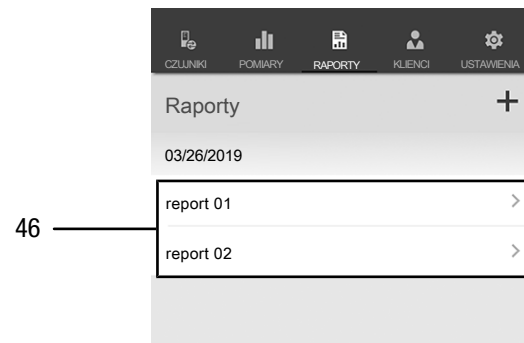 CZUJNIKI POMIARY RAPORTY KLIENCI USTAWIENIA
Raporty +
03/26/2019
report 01
46
report 02